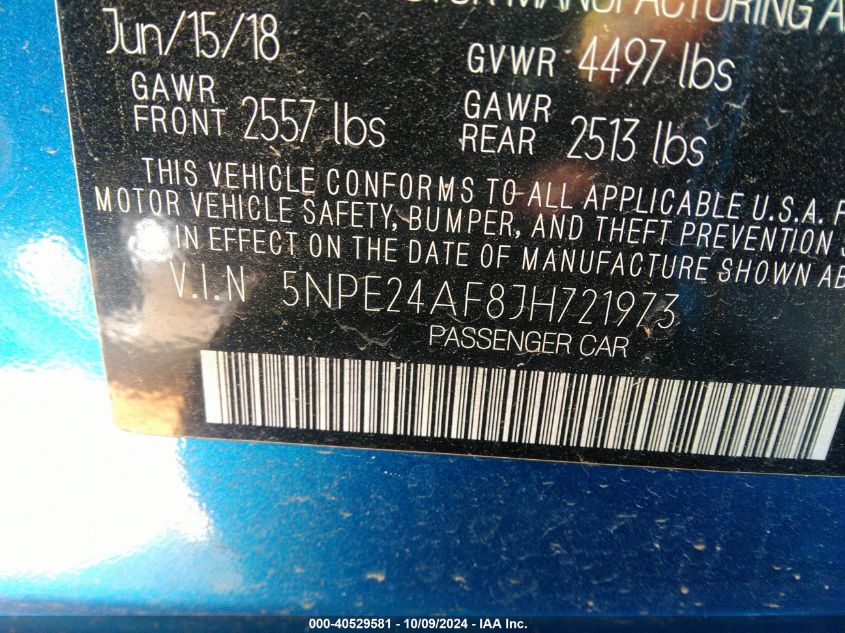 MANUFACTURING A
Jun/15/18 GVWR 4497 lbs
GAWR FRONT 2557 lbs GAWR REAR 2513 lbs
THIS VEHICLE CONFORMS TO ALL APPLICABLE U.S.A. F
MOTOR VEHICLE SAFETY, BUMPER, AND THEFT PREVENTION S
IN EFFECT ON THE DATE OF MANUFACTURE SHOWN AB
V.I.N 5NPE24AF8JH721973
PASSENGER CAR
000-40529581 - 10/09/2024 - IAA Inc.